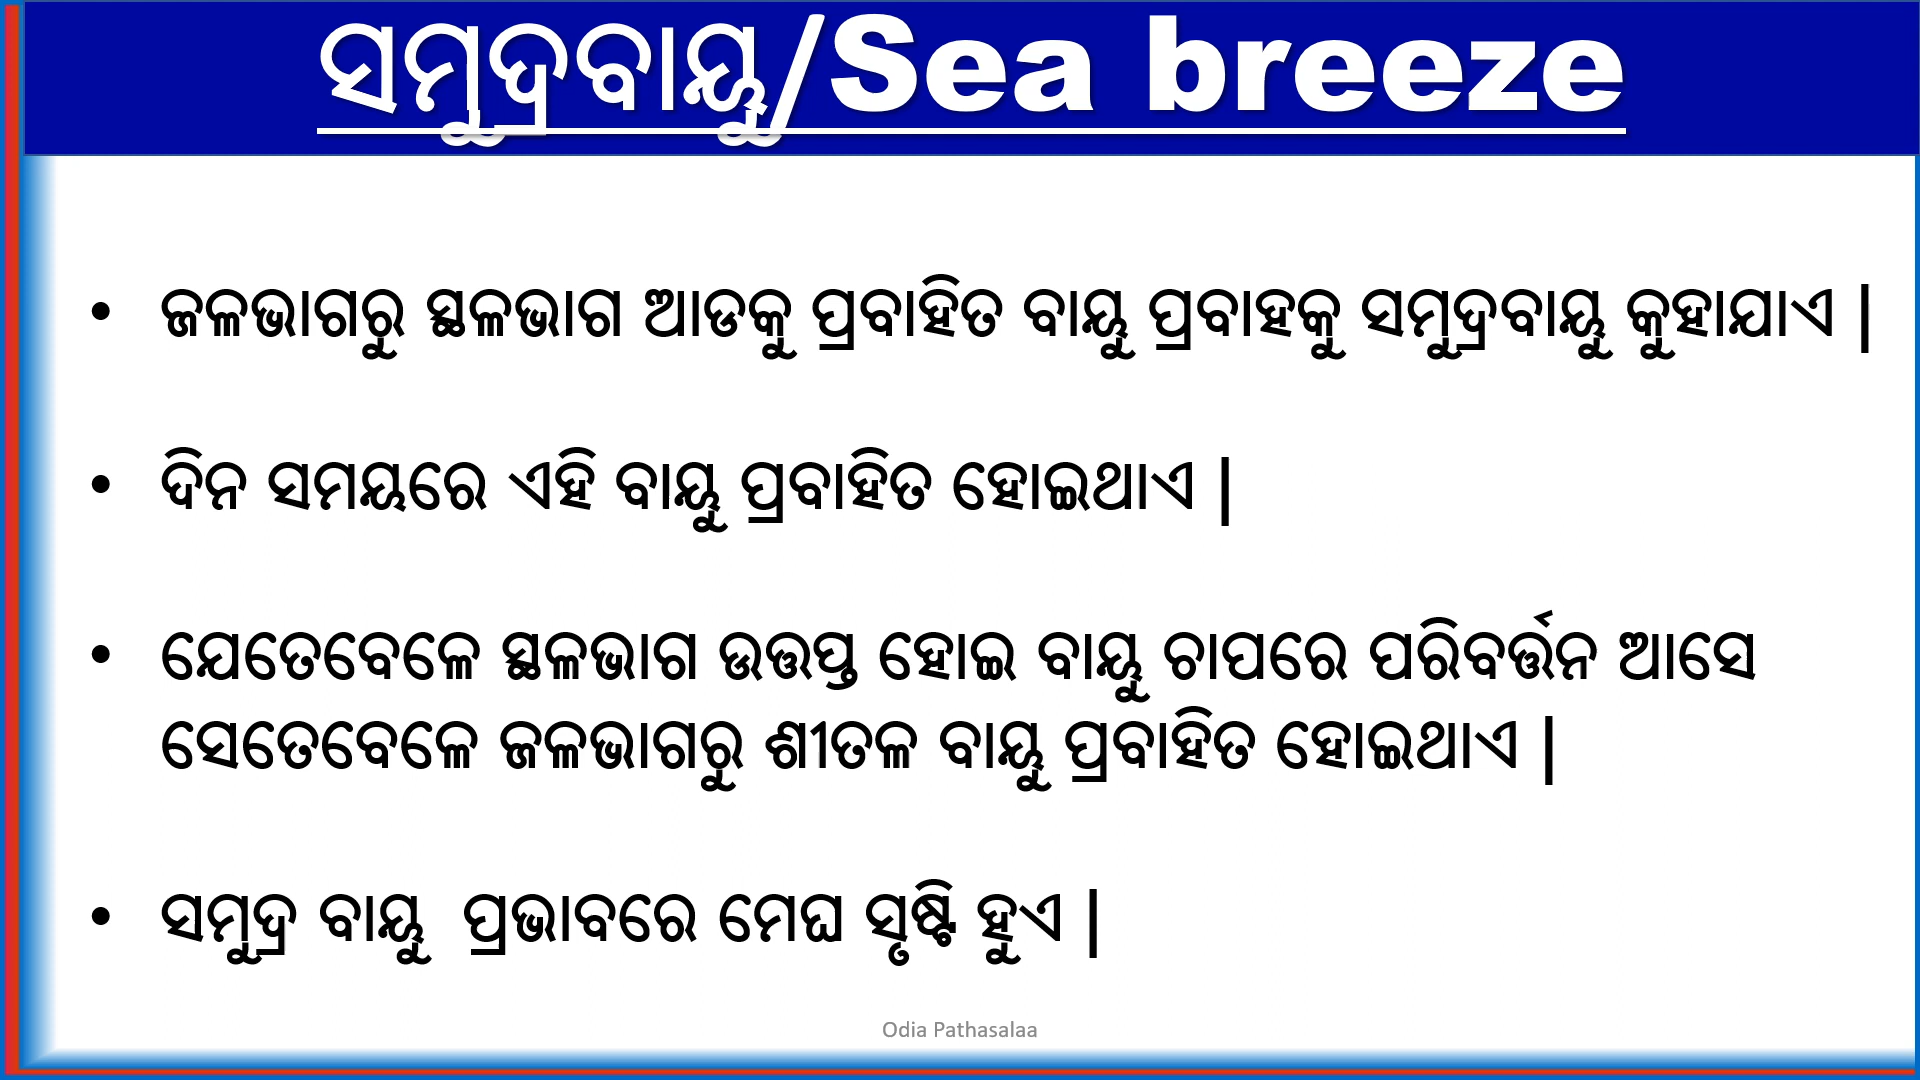 ସମୁଦ୍ରବାୟୁ/Sea breeze
• ଜଳଭାଗରୁ ସ୍ଥଳଭାଗ ଆଡକୁ ପ୍ରବାହିତ ବାୟୁ ପ୍ରବାହକୁ ସମୁଦ୍ରବାୟୁ କୁହାଯାଏ |
• ଦିନ ସମୟରେ ଏହି ବାୟୁ ପ୍ରବାହିତ ହୋଇଥାଏ |
• ଯେତେବେଳେ ସ୍ଥଳଭାଗ ଉତ୍ତପ୍ତ ହୋଇ ବାୟୁ ଚାପରେ ପରିବର୍ତ୍ତନ ଆସେ
ସେତେବେଳେ ଜଳଭାଗରୁ ଶୀତଳ ବାୟୁ ପ୍ରବାହିତ ହୋଇଥାଏ |
• ସମୁଦ୍ର ବାୟୁ ପ୍ରଭାବରେ ମେଘ ସୃଷ୍ଟି ହୁଏ |
Odia Pathasalaa